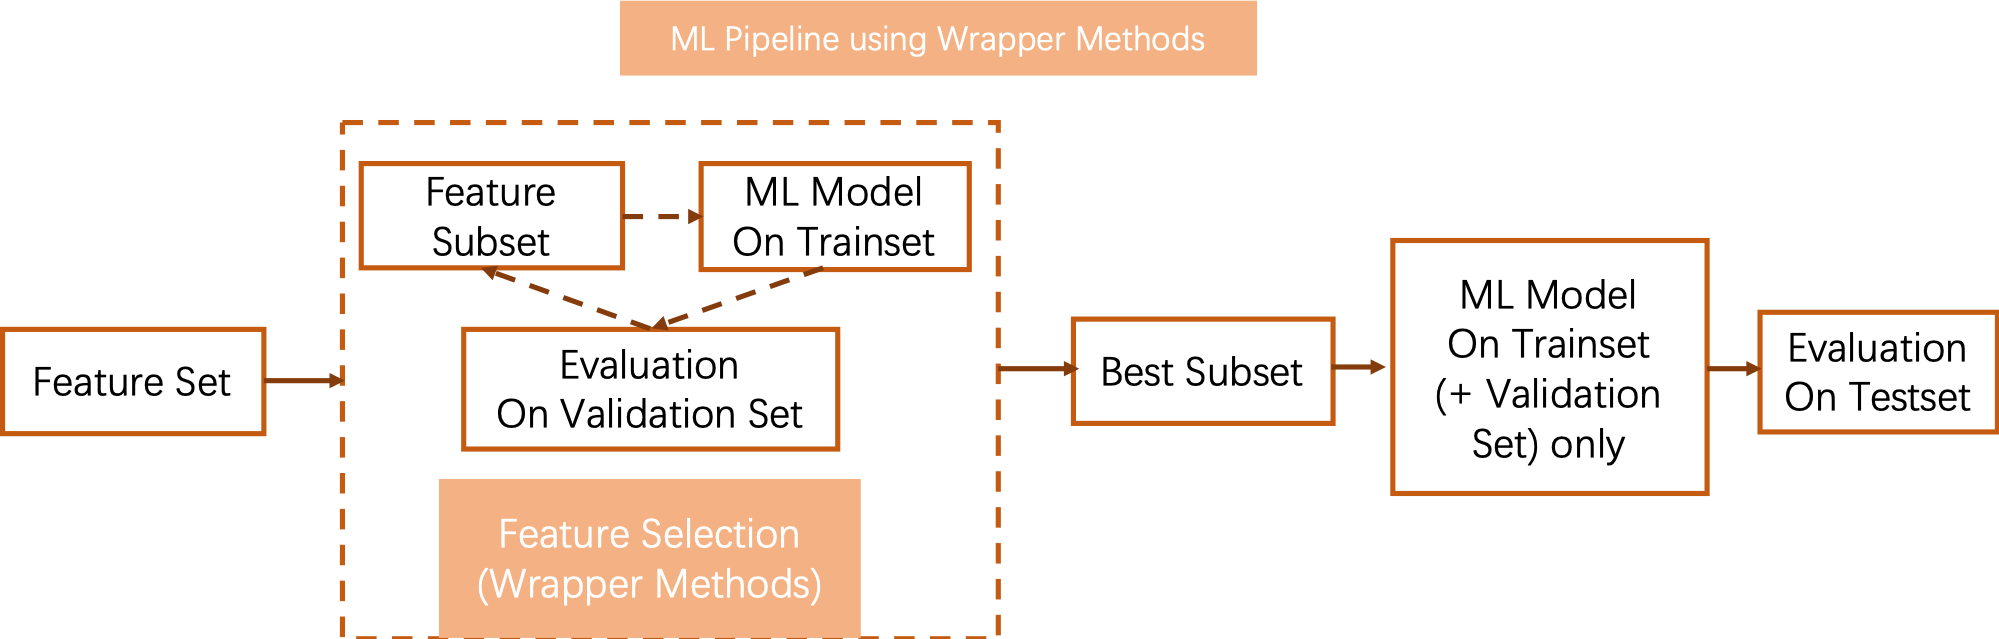 ML Pipeline using Wrapper Methods
Feature
Subset
ML Model
On Trainset
Evaluation
On Validation Set
Feature Selection
(Wrapper Methods)
Feature Set
Best Subset
ML Model
On Trainset
(+ Validation
Set) only
Evaluation
On Testset